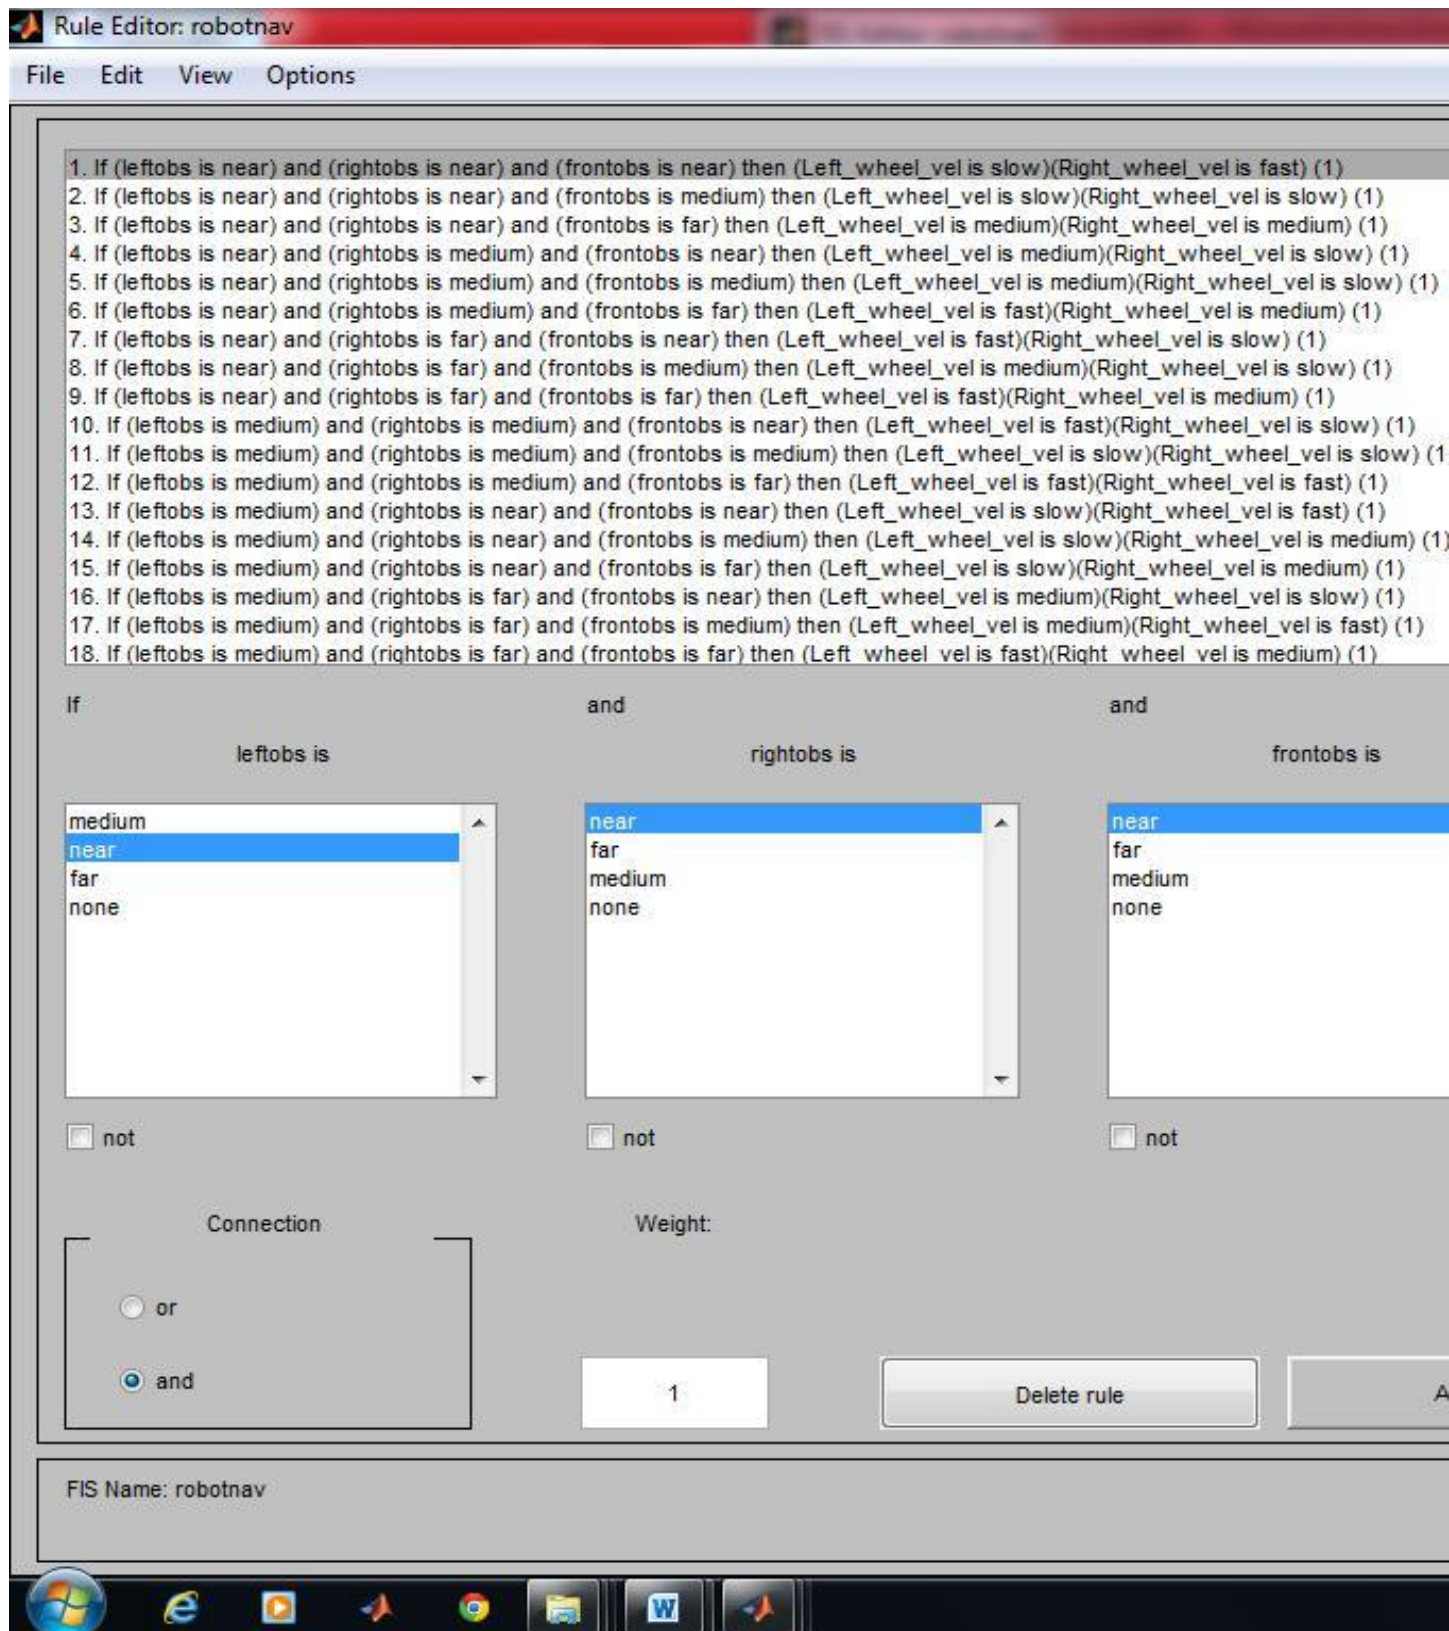 Rule Editor: robotnav
File Edit View Options
1. If (leftobs is near) and (rightobs is near) and (frontobs is near) then (Left_wheel_vel is slow)(Right_wheel_vel is fast) (1)
2. If (leftobs is near) and (rightobs is near) and (frontobs is medium) then (Left_wheel_vel is slow)(Right_wheel_vel is slow) (1)
3. If (leftobs is near) and (rightobs is near) and (frontobs is far) then (Left_wheel_vel is medium)(Right_wheel_vel is medium) (1)
4. If (leftobs is near) and (rightobs is medium) and (frontobs is near) then (Left_wheel_vel is medium)(Right_wheel_vel is slow) (1)
5. If (leftobs is near) and (rightobs is medium) and (frontobs is medium) then (Left_wheel_vel is medium)(Right_wheel_vel is slow) (1)
6. If (leftobs is near) and (rightobs is medium) and (frontobs is far) then (Left_wheel_vel is fast)(Right_wheel_vel is medium) (1)
7. If (leftobs is near) and (rightobs is far) and (frontobs is near) then (Left_wheel_vel is fast)(Right_wheel_vel is slow) (1)
8. If (leftobs is near) and (rightobs is far) and (frontobs is medium) then (Left_wheel_vel is medium)(Right_wheel_vel is slow) (1)
9. If (leftobs is near) and (rightobs is far) and (frontobs is far) then (Left_wheel_vel is fast)(Right_wheel_vel is medium) (1)
10. If (leftobs is medium) and (rightobs is medium) and (frontobs is near) then (Left_wheel_vel is fast)(Right_wheel_vel is slow) (1)
11. If (leftobs is medium) and (rightobs is medium) and (frontobs is medium) then (Left_wheel_vel is slow)(Right_wheel_vel is slow) (1
12. If (leftobs is medium) and (rightobs is medium) and (frontobs is far) then (Left_wheel_vel is fast)(Right_wheel_vel is fast) (1)
13. If (leftobs is medium) and (rightobs is near) and (frontobs is near) then (Left_wheel_vel is slow)(Right_wheel_vel is fast) (1)
14. If (leftobs is medium) and (rightobs is near) and (frontobs is medium) then (Left_wheel_vel is slow)(Right_wheel_vel is medium) (1)
15. If (leftobs is medium) and (rightobs is near) and (frontobs is far) then (Left_wheel_vel is slow)(Right_wheel_vel is medium) (1)
16. If (leftobs is medium) and (rightobs is far) and (frontobs is near) then (Left_wheel_vel is medium)(Right_wheel_vel is slow) (1)
17. If (leftobs is medium) and (rightobs is far) and (frontobs is medium) then (Left_wheel_vel is medium)(Right_wheel_vel is fast) (1)
18. If (leftobs is medium) and (rightobs is far) and (frontobs is far) then (Left_wheel_vel is fast)(Right_wheel_vel is medium) (1)
If and and
leftobs is rightobs is frontobs is
medium near near
near far far
far medium medium
none none none
not not not
Connection Weight:
or
and 1 Delete rule A
FIS Name: robotnav